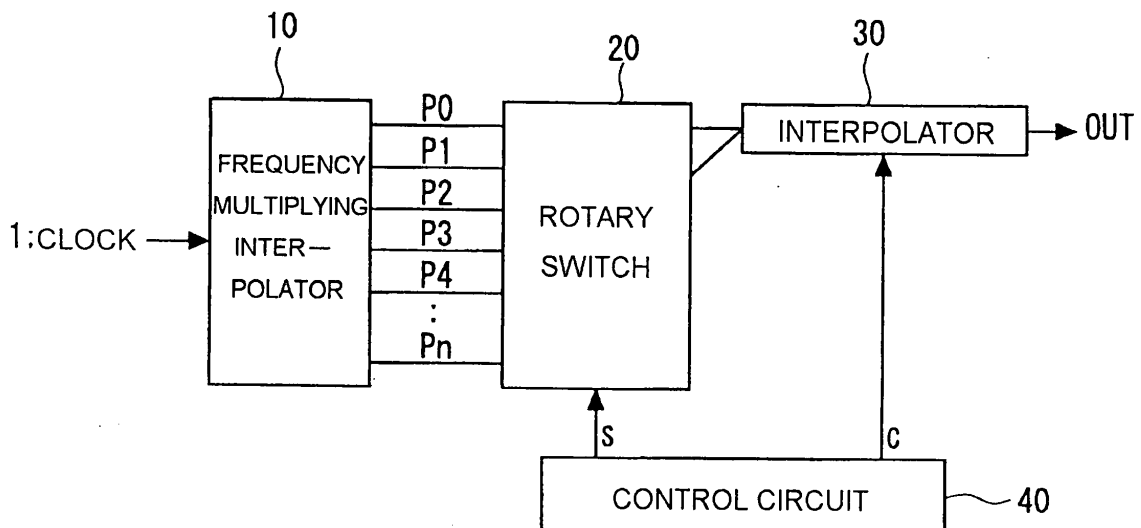 10
20
30
P0
P1
P2
P3
P4
:
Pn
FREQUENCY
MULTIPLYING
INTER—
POLATOR
1;CLOCK
ROTARY
SWITCH
INTERPOLATOR
OUT
S
C
CONTROL CIRCUIT
40